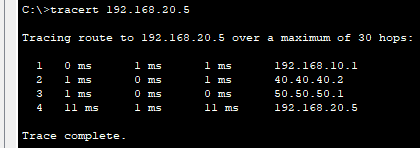 C:\>tracert 192.168.20.5
Tracing route to 192.168.20.5 over a maximum of 30 hops:
1 0 ms 1 ms 1 ms 192.168.10.1
2 1 ms 0 ms 1 ms 40.40.40.2
3 1 ms 0 ms 0 ms 50.50.50.1
4 11 ms 1 ms 11 ms 192.168.20.5
Trace complete.